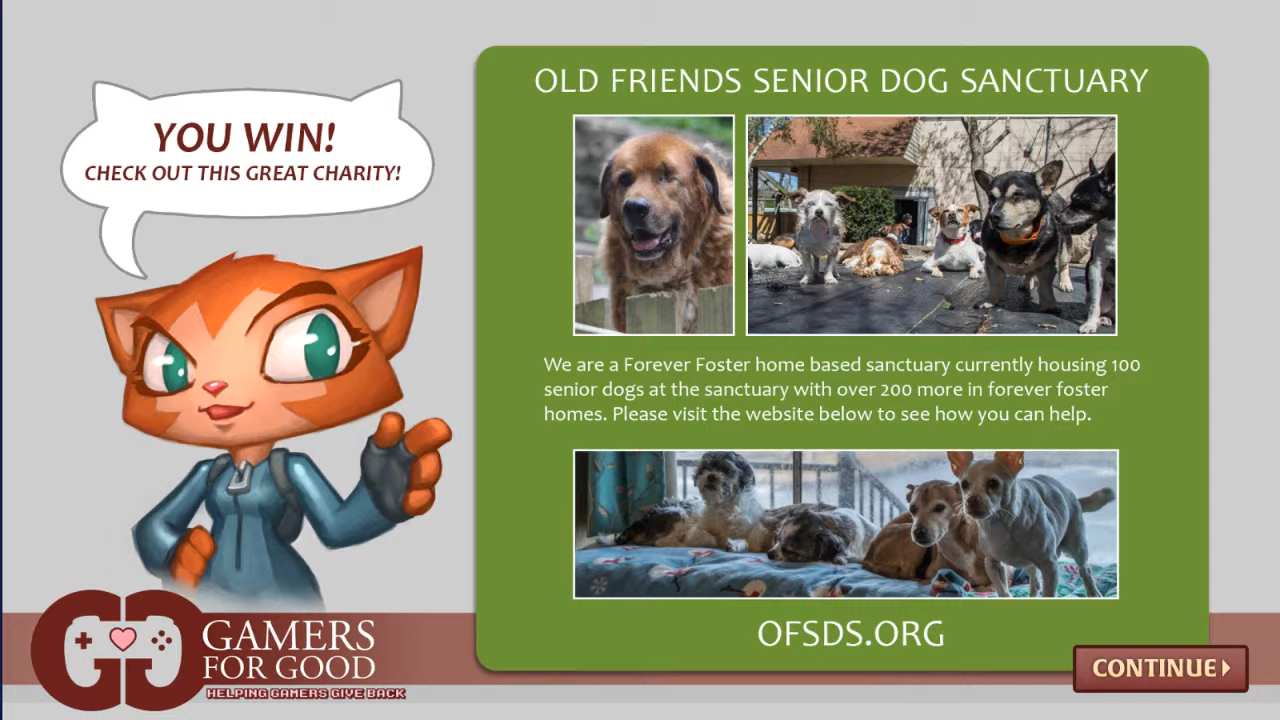 YOU WIN!
CHECK OUT THIS GREAT CHARITY!
OLD FRIENDS SENIOR DOG SANCTUARY
We are a Forever Foster home based sanctuary currently housing 100
senior dogs at the sanctuary with over 200 more in forever foster
homes. Please visit the website below to see how you can help.
OFSDS.ORG
GAMERS
FOR GOOD
HELPING GAMERS GIVE BACK
CONTINUE